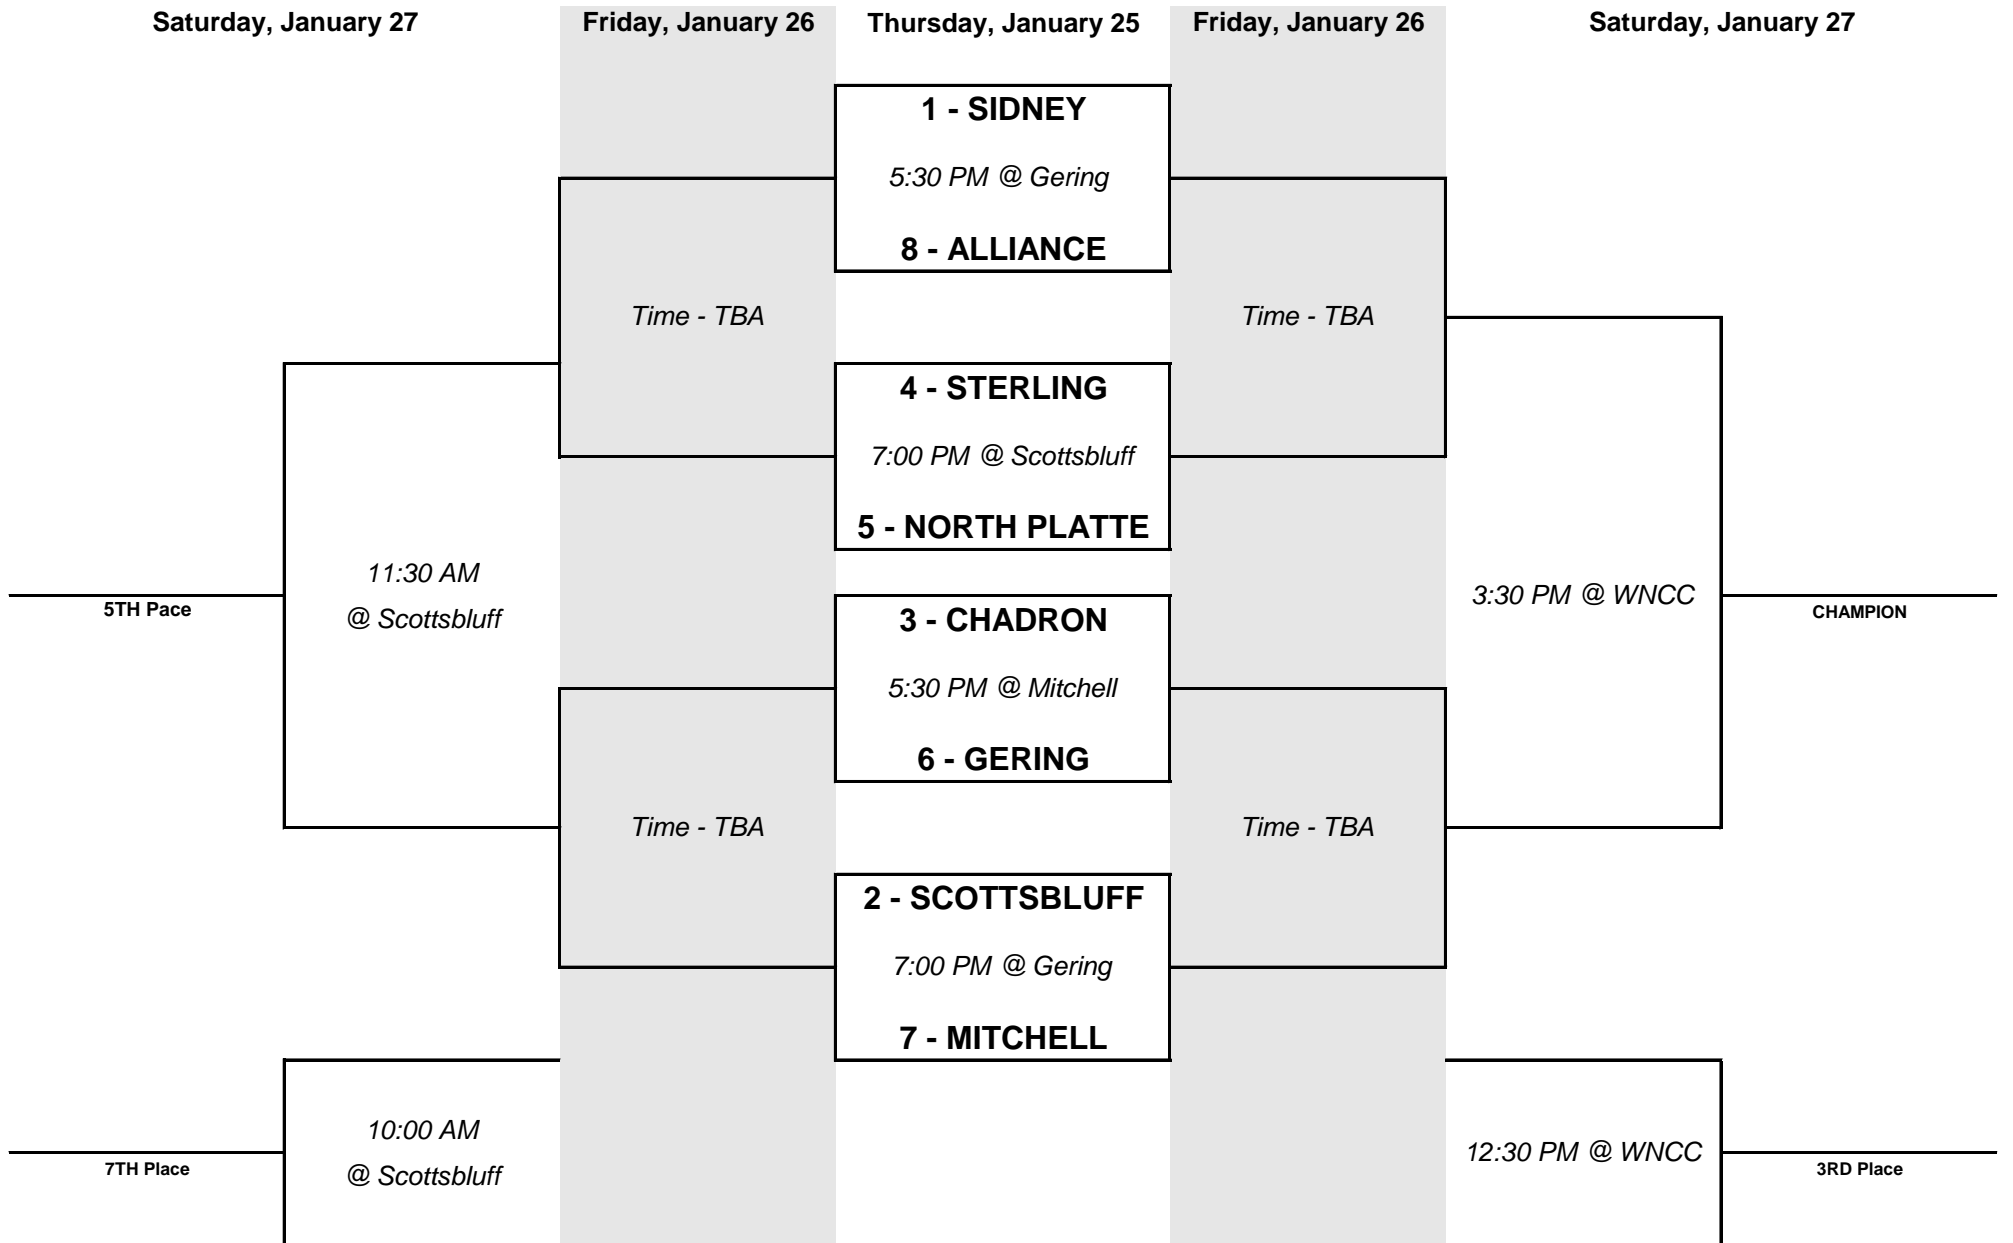 Saturday, January 27
Friday, January 26
Thursday, January 25
Friday, January 26
Saturday, January 27
1 - SIDNEY
5:30 PM @ Gering
8 - ALLIANCE
Time - TBA
Time - TBA
4 - STERLING
7:00 PM @ Scottsbluff
5 - NORTH PLATTE
11:30 AM
@ Scottsbluff
5TH Pace
3:30 PM @ WNCC
CHAMPION
3 - CHADRON
5:30 PM @ Mitchell
6 - GERING
Time - TBA
Time - TBA
2 - SCOTTSBLUFF
7:00 PM @ Gering
7 - MITCHELL
10:00 AM
@ Scottsbluff
7TH Place
12:30 PM @ WNCC
3RD Place